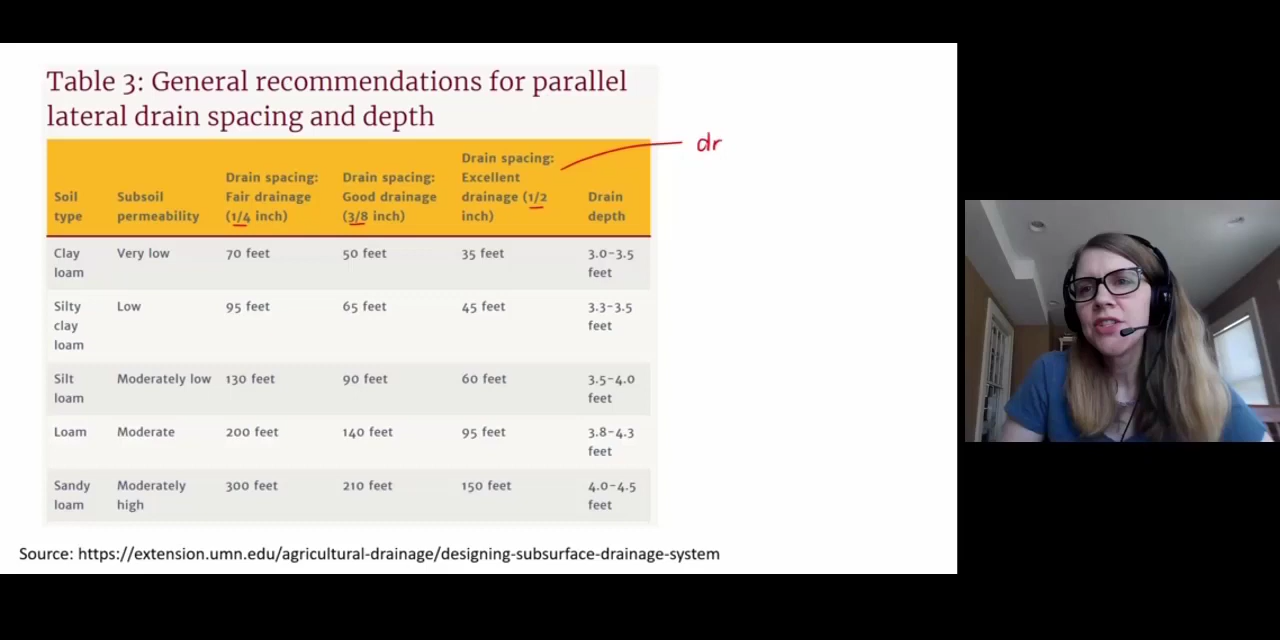 Table 3: General recommendations for parallel
lateral drain spacing and depth
Soil
type
Subsoil
permeability
Drain spacing:
Fair drainage
(1/4 inch)
Drain spacing:
Good drainage
(3/8 inch)
Drain spacing:
Excellent
drainage (1/2
inch)
Drain
depth
dr
Clay
loam
Very low
70 feet
50 feet
35 feet
3.0-3.5
feet
Silty
clay
loam
Low
95 feet
65 feet
45 feet
3.3-3.5
feet
Silt
loam
Moderately low
130 feet
90 feet
60 feet
3.5-4.0
feet
Loam
Moderate
200 feet
140 feet
95 feet
3.8-4.3
feet
Sandy
loam
Moderately
high
300 feet
210 feet
150 feet
4.0-4.5
feet
Source: https://extension.umn.edu/agricultural-drainage/designing-subsurface-drainage-system